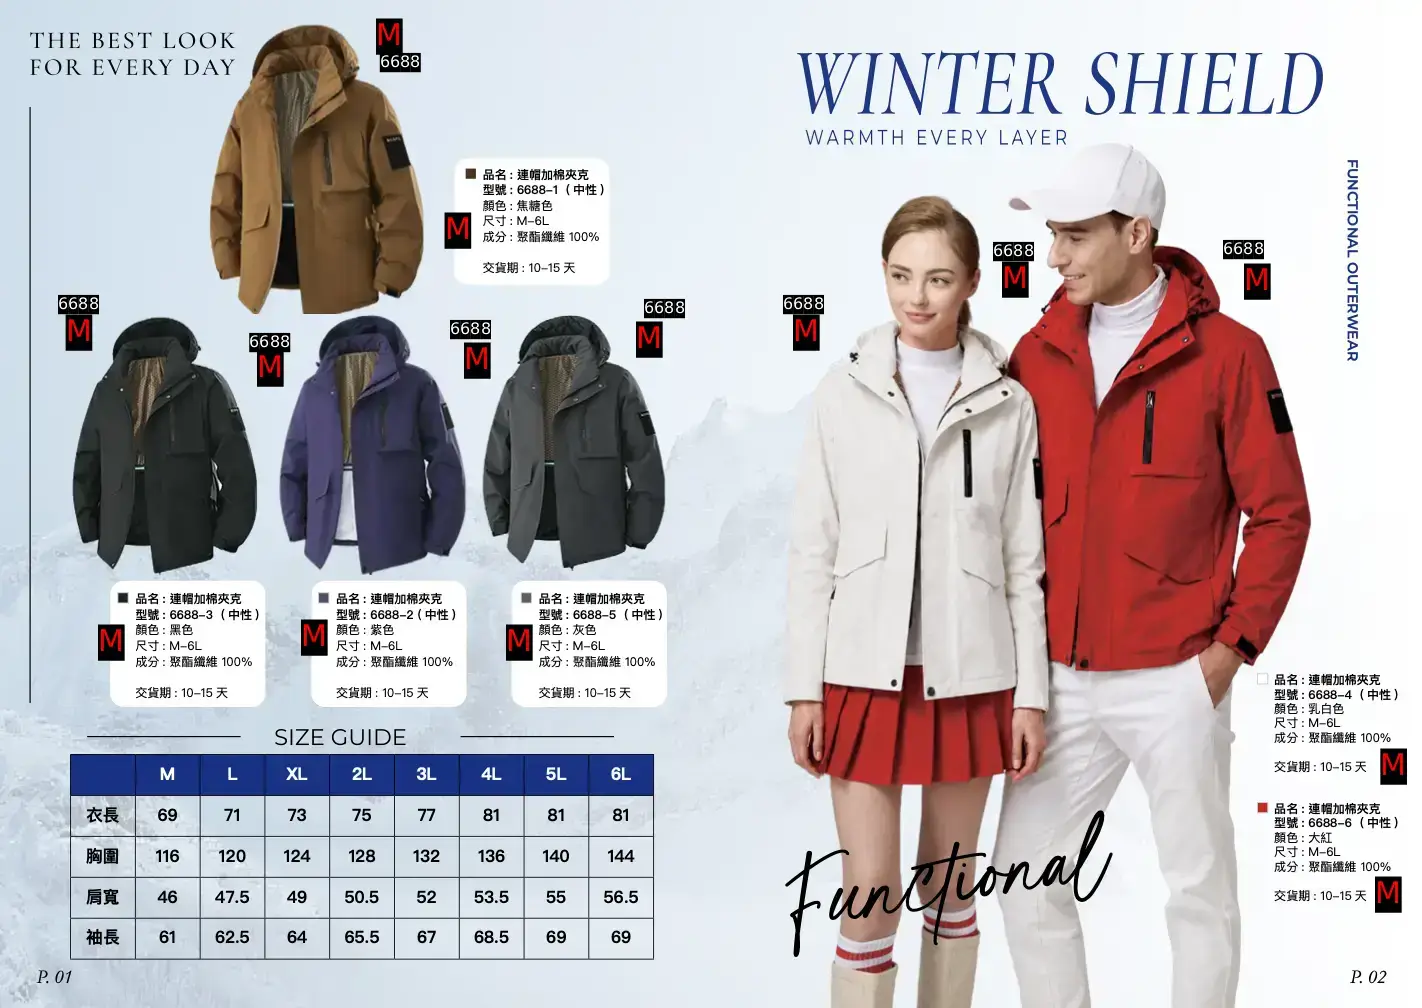 THE BEST LOOK
FOR EVERY DAY
M
6688
品名 : 連帽加棉夾克
型號 : 6688-1 ( 中性 )
顏色 : 焦糖色
尺寸 : M-6L
成分 : 聚酯纖維 100%
交貨期 : 10-15 天
M
6688
M
6688
M
6688
M
6688
M
品名 : 連帽加棉夾克
型號 : 6688-3 ( 中性 )
顏色 : 黑色
尺寸 : M-6L
成分 : 聚酯纖維 100%
交貨期 : 10-15 天
M
品名 : 連帽加棉夾克
型號 : 6688-2 ( 中性 )
顏色 : 紫色
尺寸 : M-6L
成分 : 聚酯纖維 100%
交貨期 : 10-15 天
M
品名 : 連帽加棉夾克
型號 : 6688-5 ( 中性 )
顏色 : 灰色
尺寸 : M-6L
成分 : 聚酯纖維 100%
交貨期 : 10-15 天
M
SIZE GUIDE
M L XL 2L 3L 4L 5L 6L
衣長 69 71 73 75 77 81 81 81
胸圍 116 120 124 128 132 136 140 144
肩寬 46 47.5 49 50.5 52 53.5 55 56.5
袖長 61 62.5 64 65.5 67 68.5 69 69
P. 01
WINTER SHIELD
WARMTH EVERY LAYER
FUNCTIONAL OUTERWEAR
6688
M
6688
M
6688
M
品名 : 連帽加棉夾克
型號 : 6688-4 ( 中性 )
顏色 : 乳白色
尺寸 : M-6L
成分 : 聚酯纖維 100%
交貨期 : 10-15 天
M
品名 : 連帽加棉夾克
型號 : 6688-6 ( 中性 )
顏色 : 大紅
尺寸 : M-6L
成分 : 聚酯纖維 100%
交貨期 : 10-15 天
M
Functional
P. 02